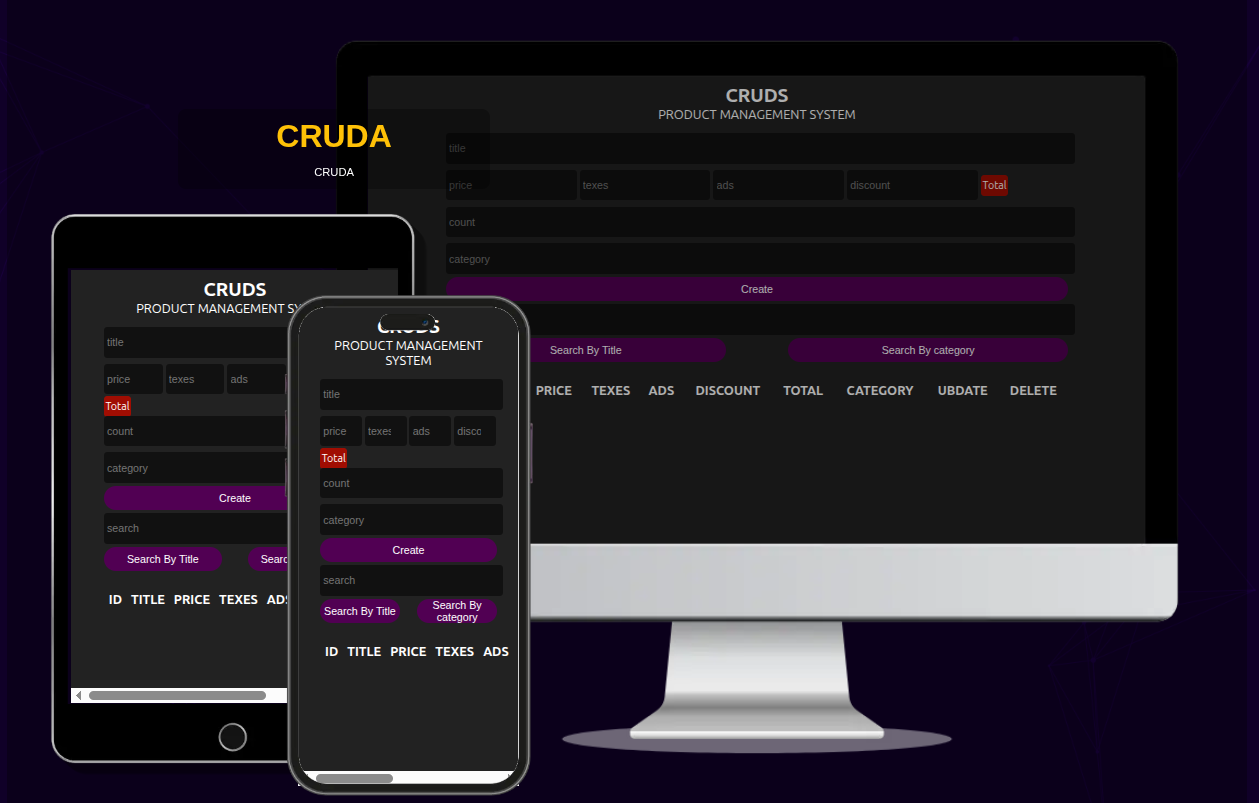 CRUDA
CRUDA
CRUDS
PRODUCT MANAGEMENT SYSTEM
title
price texes ads discount Total
count
category
Create
Search By Title Search By category
PRICE TEXES ADS DISCOUNT TOTAL CATEGORY UBDATE DELETE
CRUDS
PRODUCT MANAGEMENT SY
title
price texes ads
Total
count
category
Create
search
Search By Title Searc
ID TITLE PRICE TEXES ADS
CRUDS
PRODUCT MANAGEMENT
SYSTEM
title
price texes ads disco
Total
count
category
Create
search
Search By Title Search By
category
ID TITLE PRICE TEXES ADS